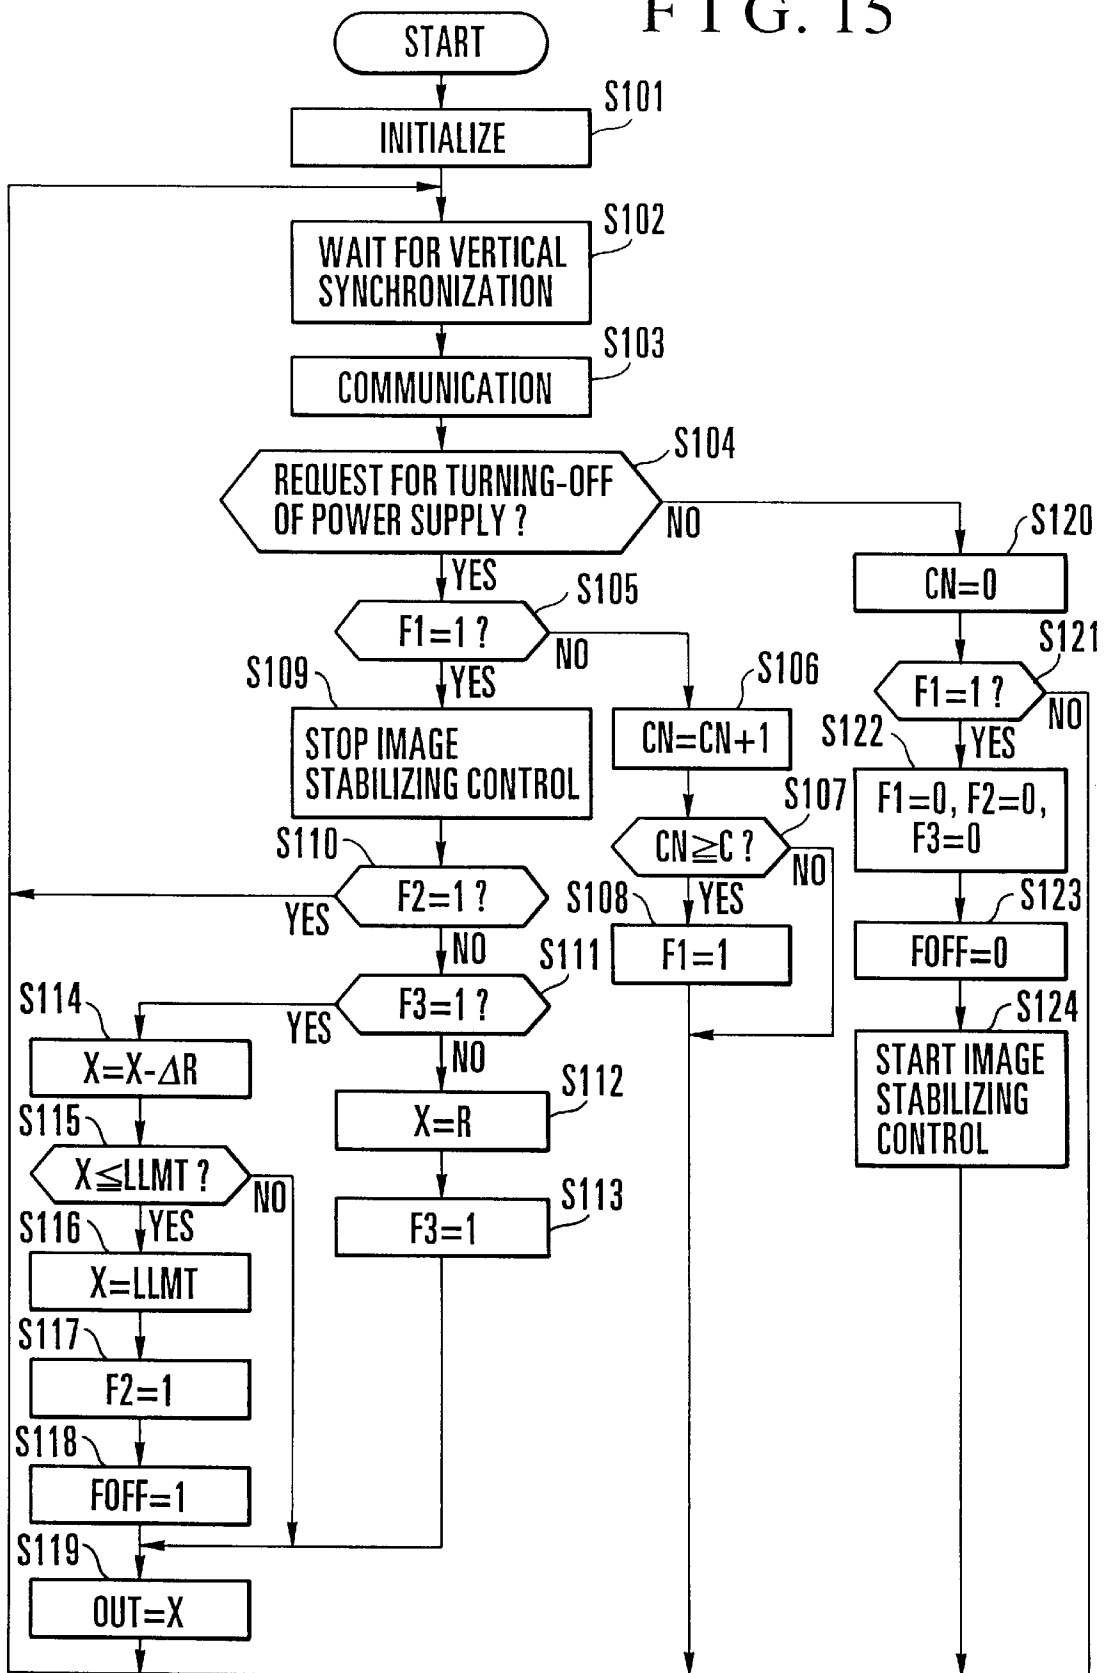 FIG. 15
START
S101
INITIALIZE
S102
WAIT FOR VERTICAL
SYNCHRONIZATION
S103
COMMUNICATION
S104
REQUEST FOR TURNING-OFF
OF POWER SUPPLY ?
NO
YES
S105
F1=1 ?
NO
YES
S106
CN=CN+1
S107
CN≧C ?
NO
YES
S108
F1=1
S109
STOP IMAGE
STABILIZING CONTROL
S110
F2=1 ?
YES
NO
S111
F3=1 ?
YES
NO
S112
X=R
S113
F3=1
S114
X=X-ΔR
S115
X≦LLMT ?
NO
YES
S116
X=LLMT
S117
F2=1
S118
FOFF=1
S119
OUT=X
S120
CN=0
S121
F1=1 ?
NO
YES
S122
F1=0, F2=0,
F3=0
S123
FOFF=0
S124
START IMAGE
STABILIZING
CONTROL